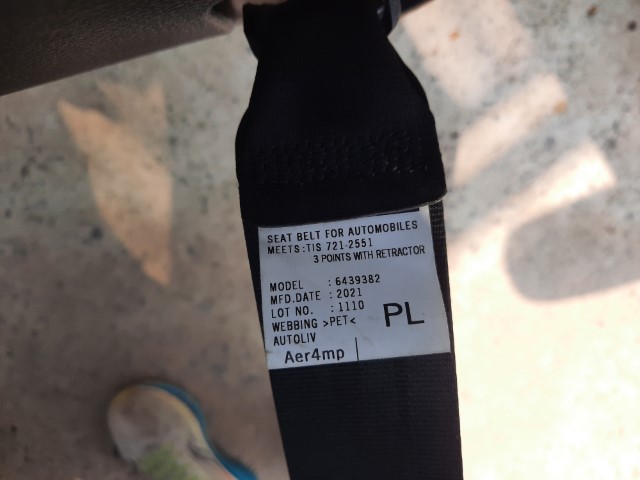 SEAT BELT FOR AUTOMOBILES
MEETS:TIS 721-2551
3 POINTS WITH RETRACTOR
MODEL : 6439382
MFD.DATE : 2021
LOT NO. : 1110
WEBBING >PET<
PL
AUTOLIV
Aer4mp